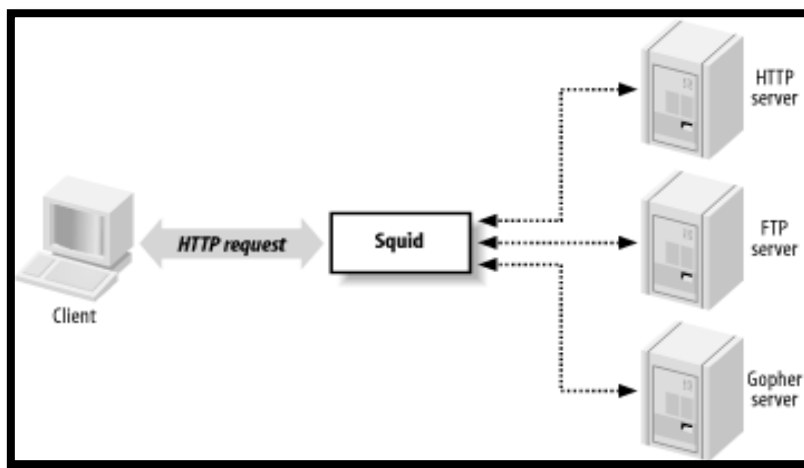 HTTP
server
HTTP request
Squid
FTP
server
Client
Gopher
server